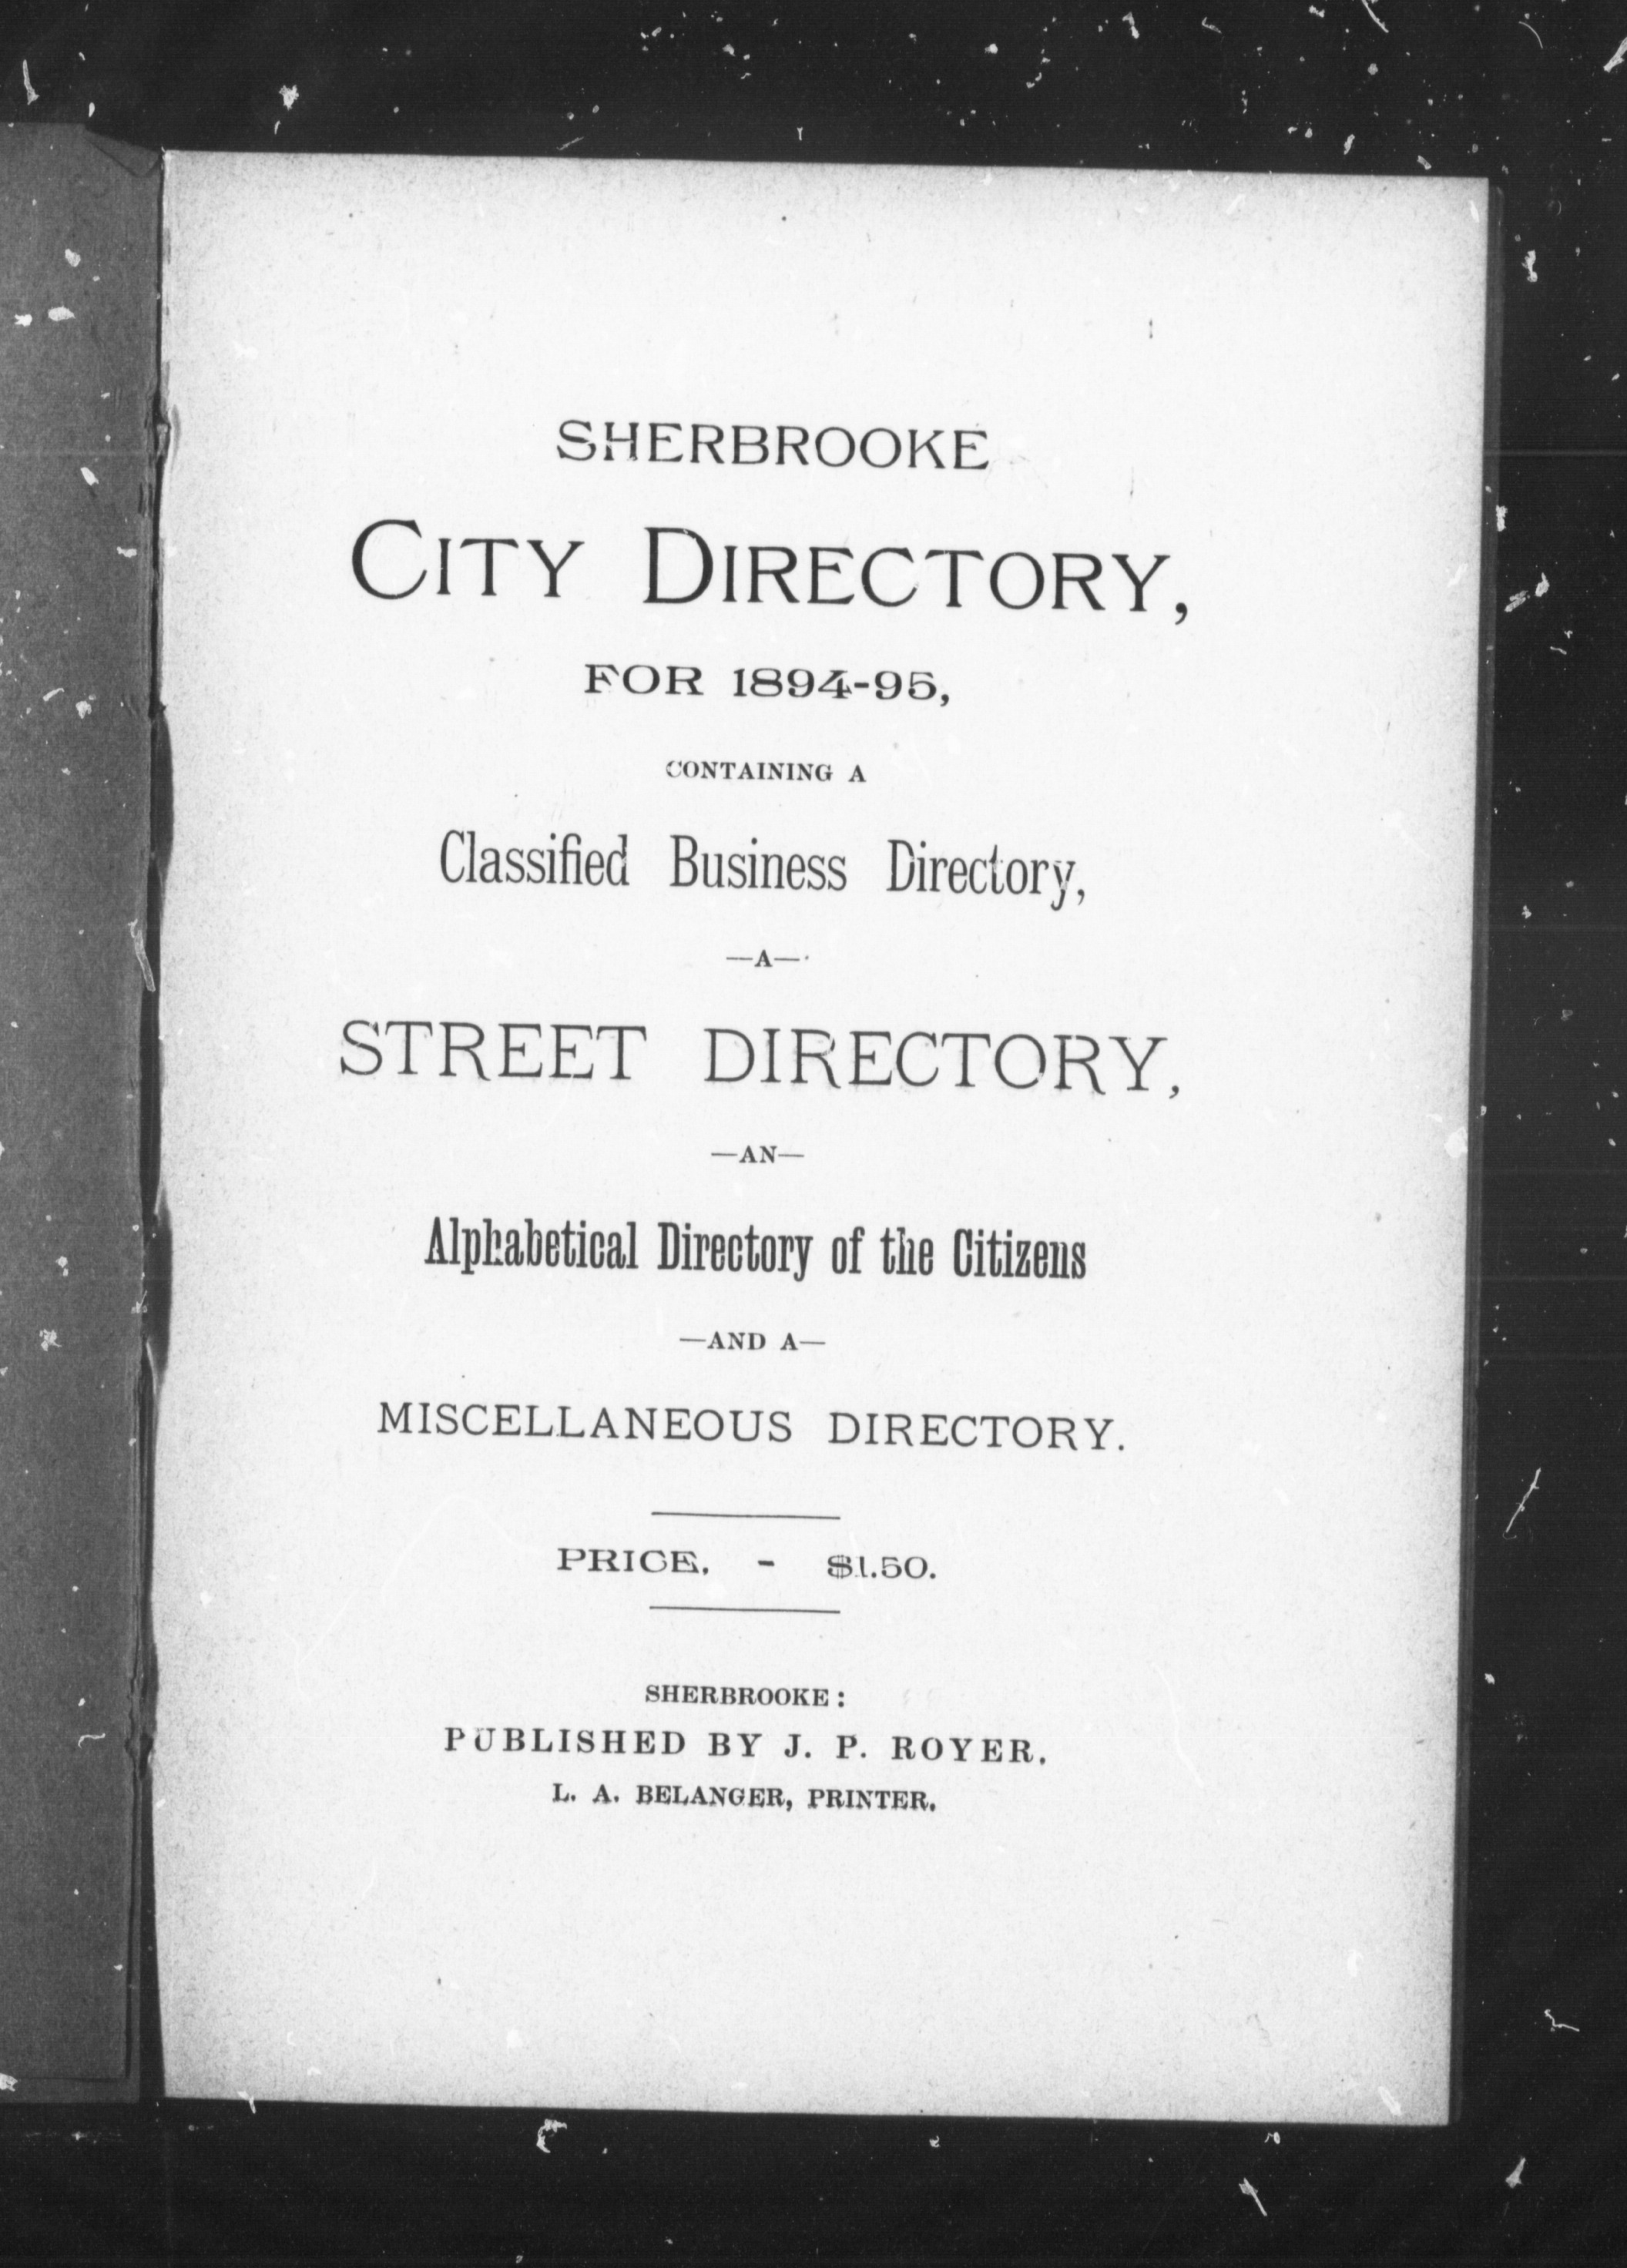 SHERBROOKE
CITY DIRECTORY,
FOR 1894-95,
CONTAINING A
Classified Business Directory,
—A—
STREET DIRECTORY,
—AN—
Alphabetical Directory of the Citizens
—AND A—
MISCELLANEOUS DIRECTORY.
PRICE, - $1.50.
SHERBROOKE:
PUBLISHED BY J. P. ROYER.
L. A. BELANGER, PRINTER.